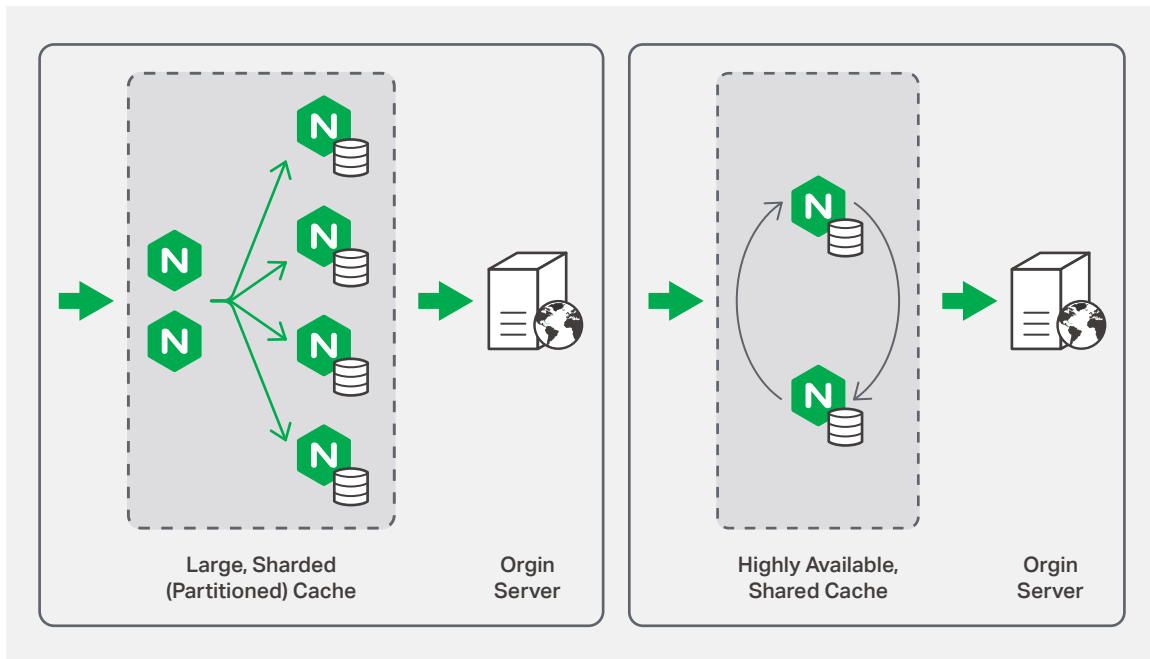 N
N
N
N
N
N
Large, Sharded
(Partitioned) Cache
Orgin
Server
N
N
Highly Available,
Shared Cache
Orgin
Server